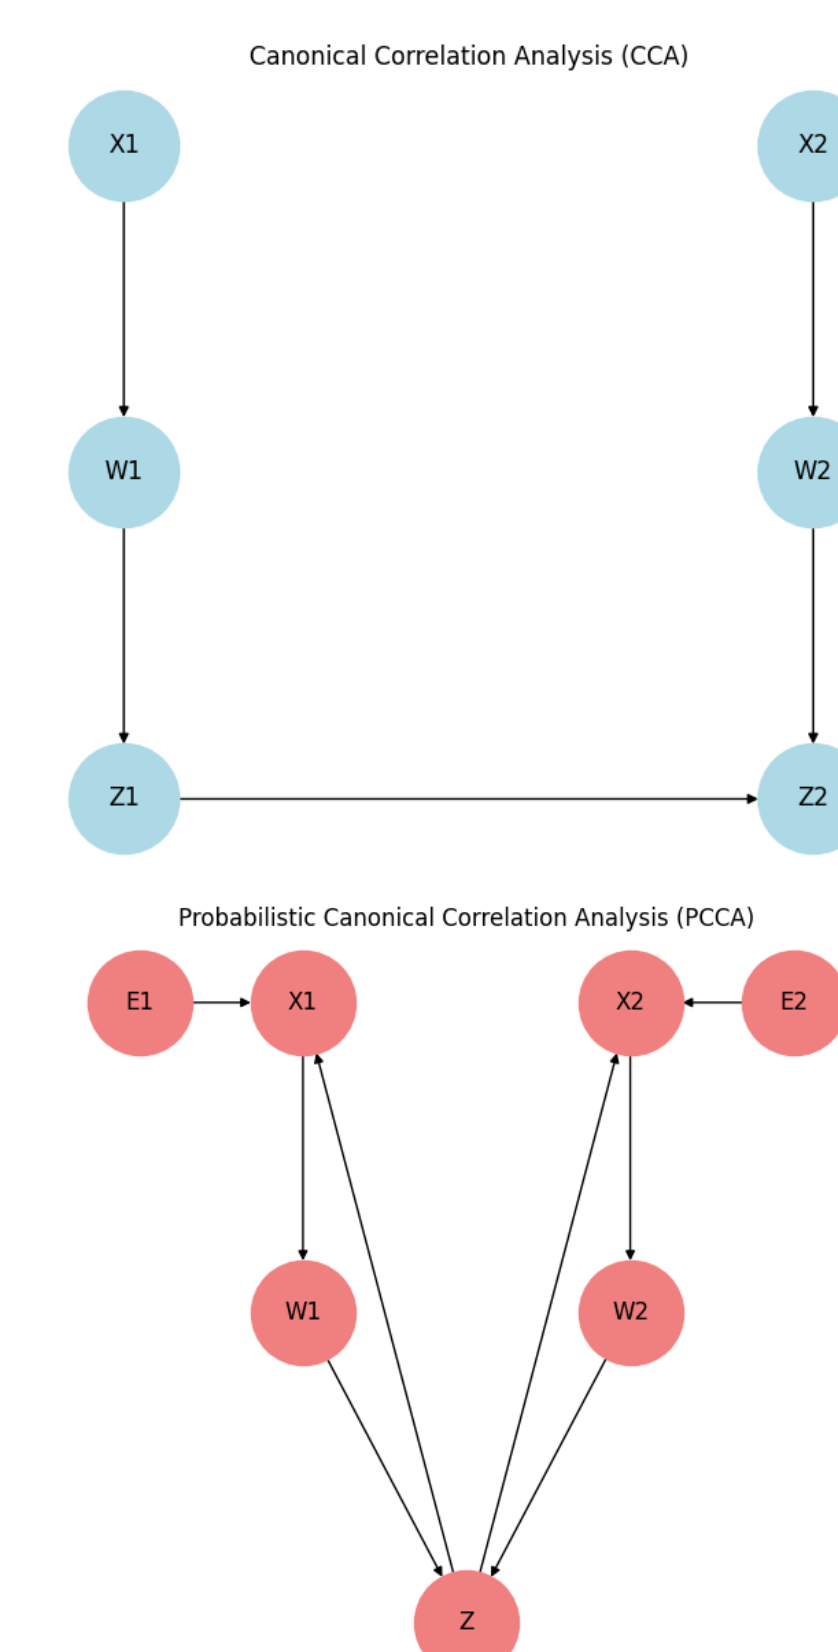 Canonical Correlation Analysis (CCA)
X1 X2
W1 W2
Z1 Z2
Probabilistic Canonical Correlation Analysis (PCCA)
E1 X1 X2 E2
W1 W2
Z